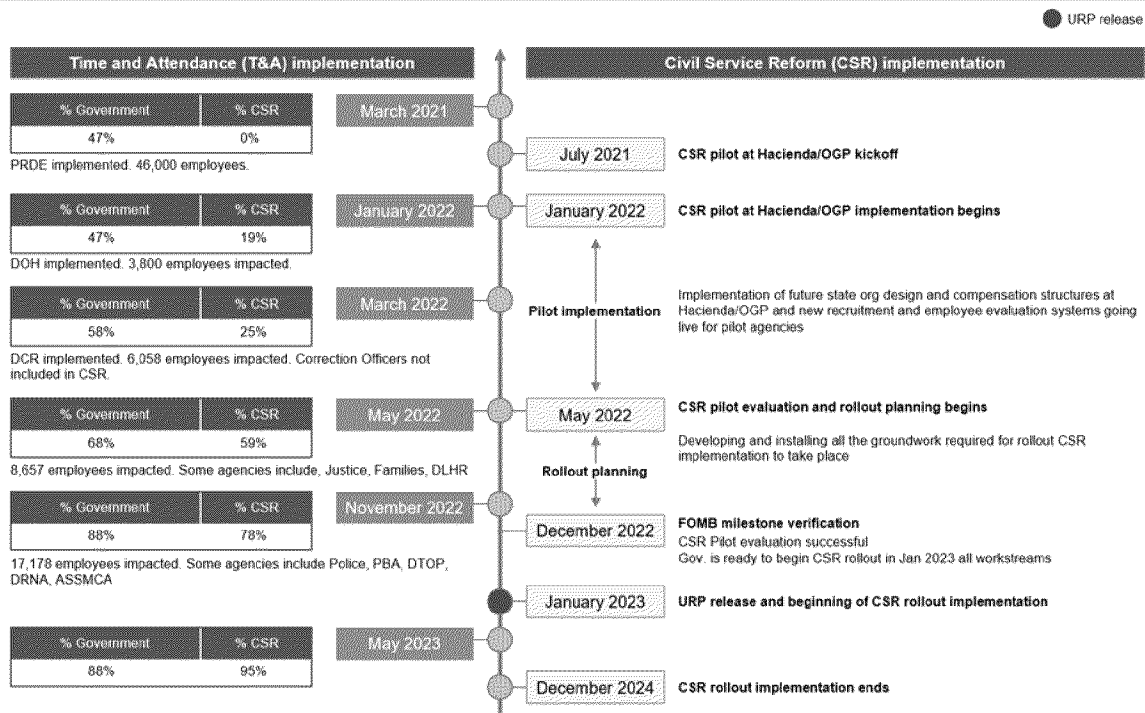 URP release
Time and Attendance (T&A) implementation
Civil Service Reform (CSR) implementation
% Government % CSR
47% 0%
PRDE implemented. 46,000 employees.
March 2021
July 2021
CSR pilot at Hacienda/OGP kickoff
% Government % CSR
47% 19%
DOH implemented. 3,800 employees impacted.
January 2022
January 2022
CSR pilot at Hacienda/OGP implementation begins
% Government % CSR
58% 25%
DCR implemented. 6,058 employees impacted. Correction Officers not
included in CSR.
March 2022
Pilot implementation
Implementation of future state org design and compensation structures at
Hacienda/OGP and new recruitment and employee evaluation systems going
live for pilot agencies
% Government % CSR
68% 59%
8,657 employees impacted. Some agencies include, Justice, Families, DLHR
May 2022
May 2022
CSR pilot evaluation and rollout planning begins
Developing and installing all the groundwork required for rollout CSR
implementation to take place
Rollout planning
% Government % CSR
88% 78%
17,178 employees impacted. Some agencies include Police, PBA, DTOP,
DRNA, ASSMCA
November 2022
December 2022
FOMB milestone verification
CSR Pilot evaluation successful
Gov. is ready to begin CSR rollout in Jan 2023 all workstreams
January 2023
URP release and beginning of CSR rollout implementation
% Government % CSR
88% 95%
May 2023
December 2024
CSR rollout implementation ends